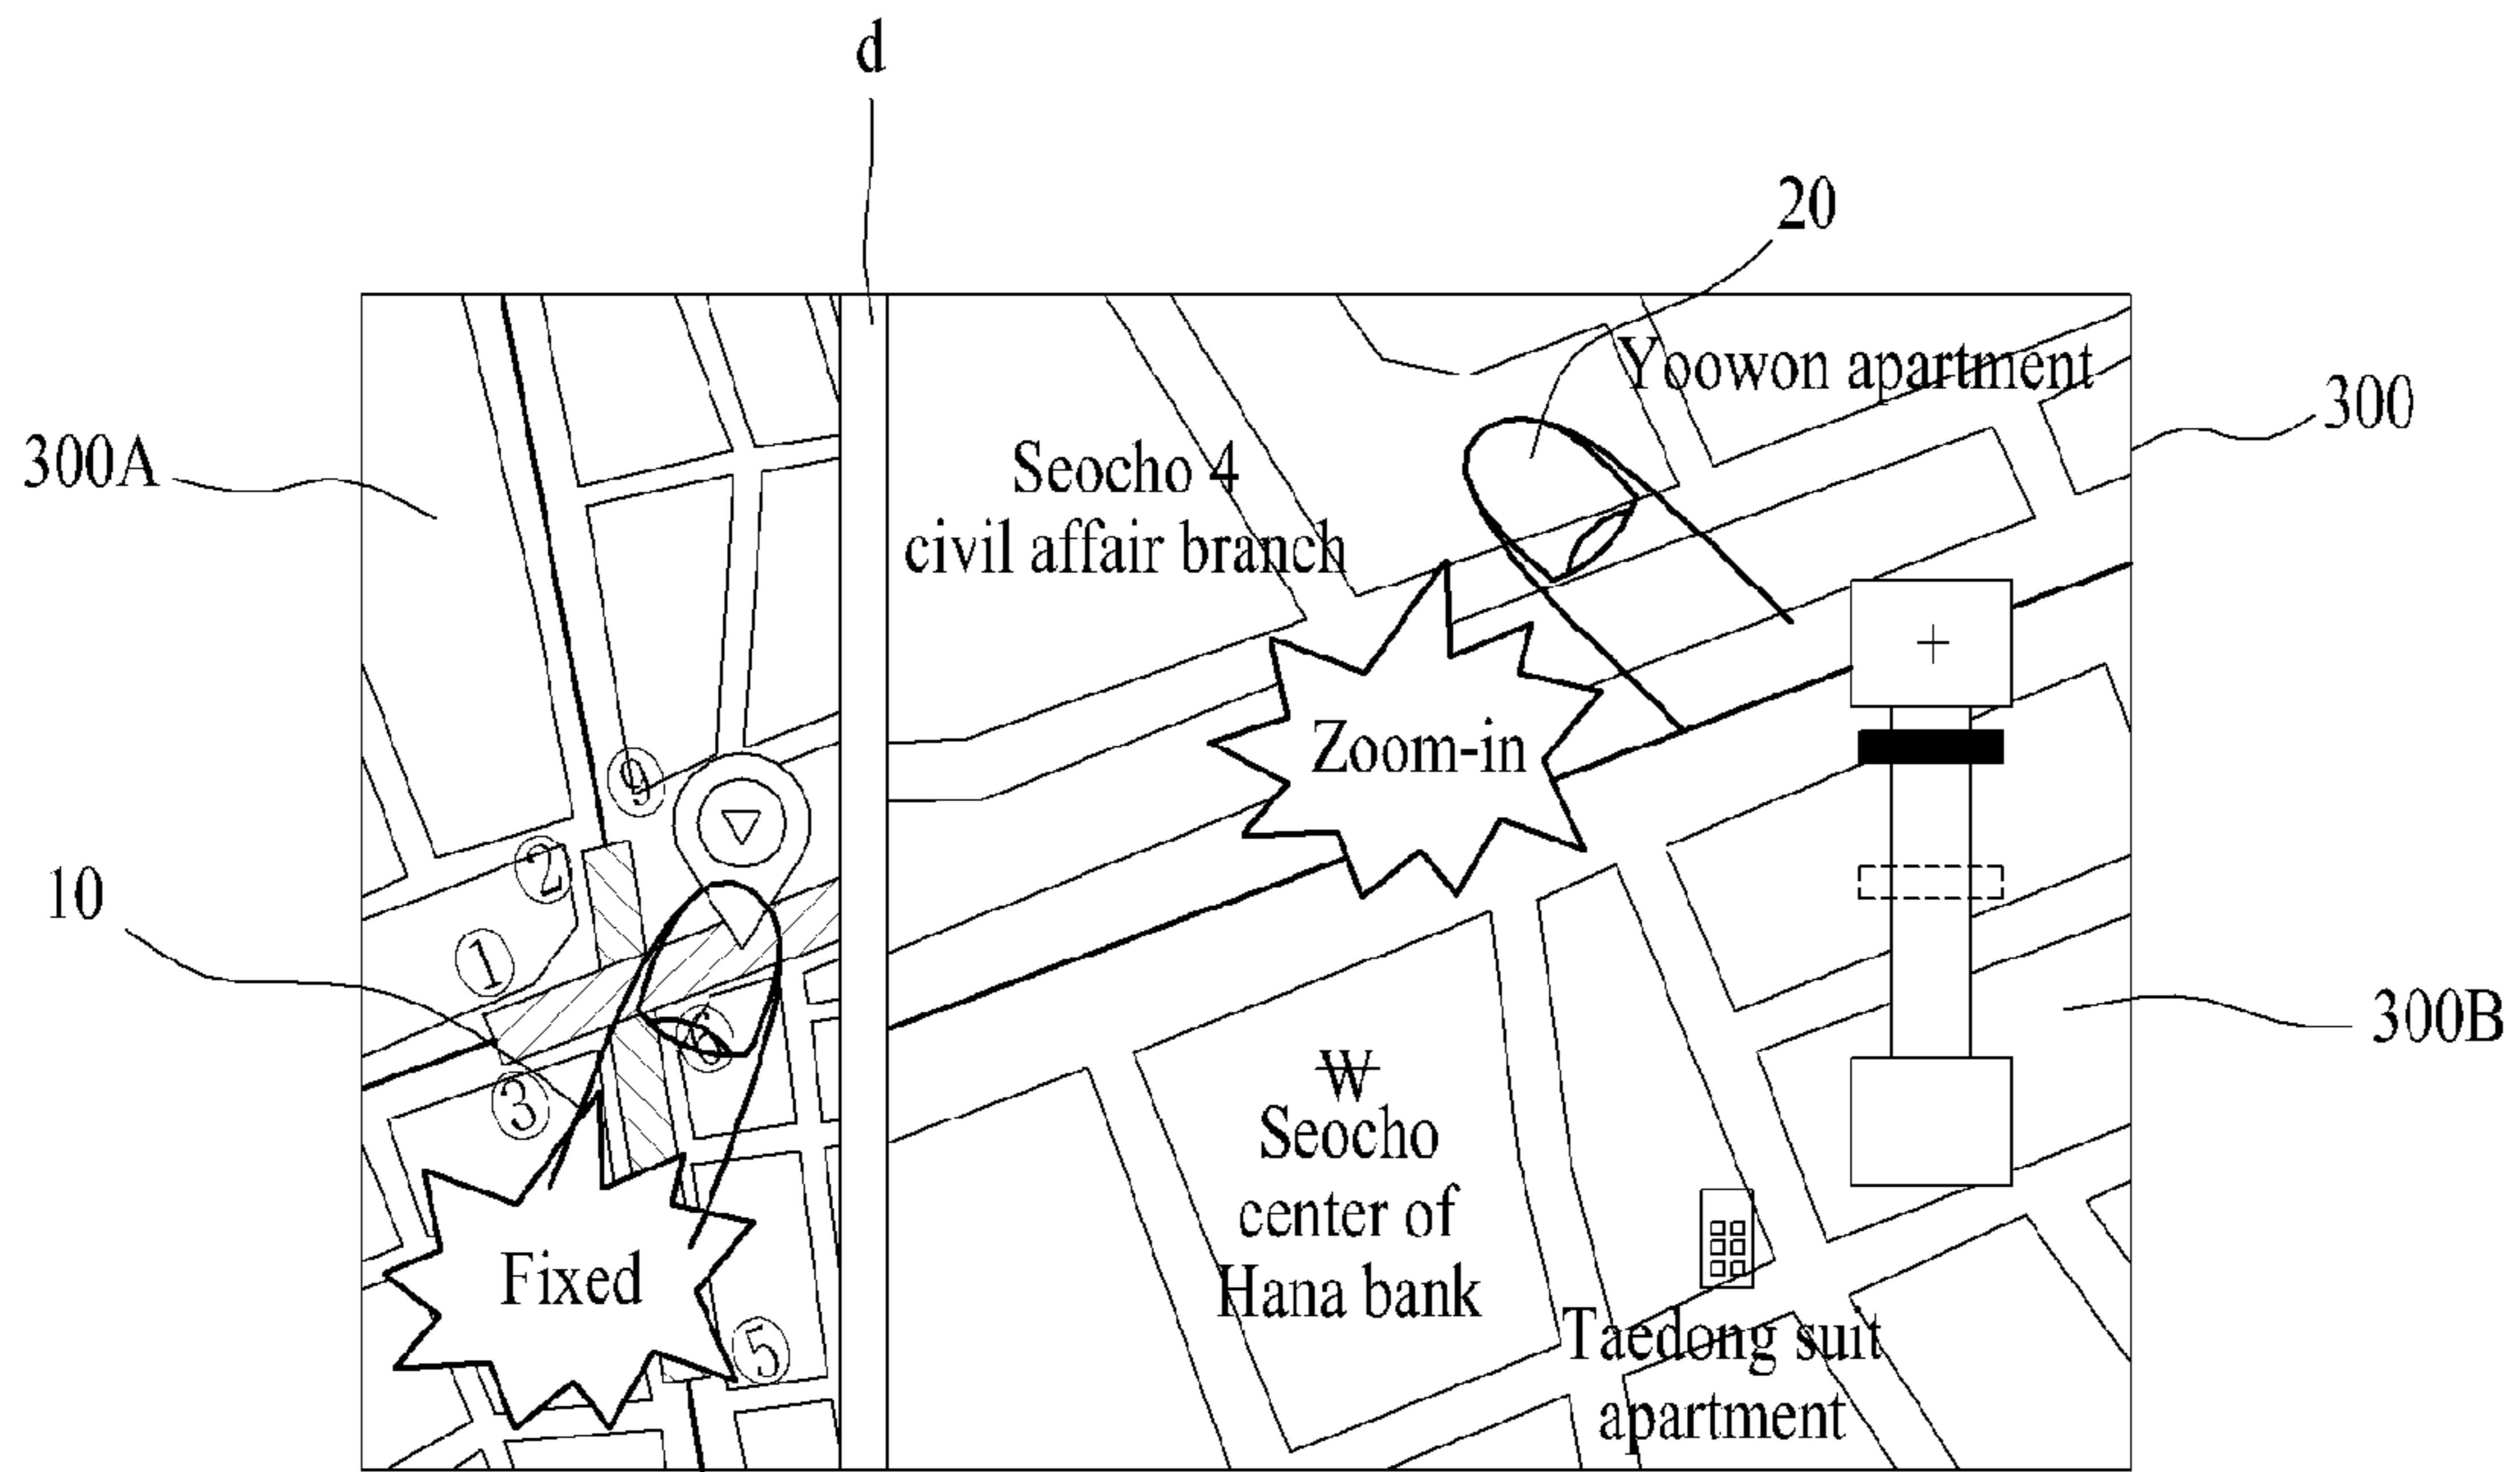 d
20
Yoowon apartment
300
300A
Seocho 4
civil affair branch
+
Zoom-in
9
2
10
1
6
3
300B
W
Seocho
center of
Hana bank
Fixed
5
Taedong suit
apartment